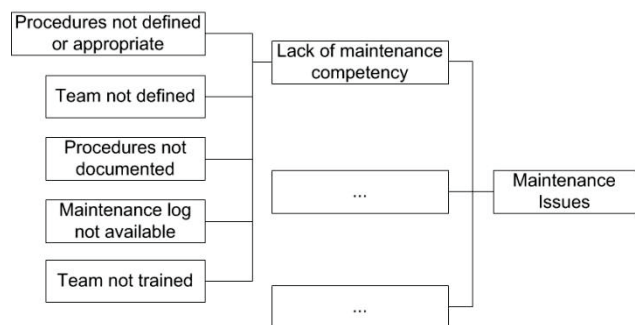 Procedures not defined
or appropriate
Team not defined
Procedures not
documented
Maintenance log
not available
Team not trained
Lack of maintenance
competency
...
...
Maintenance
Issues